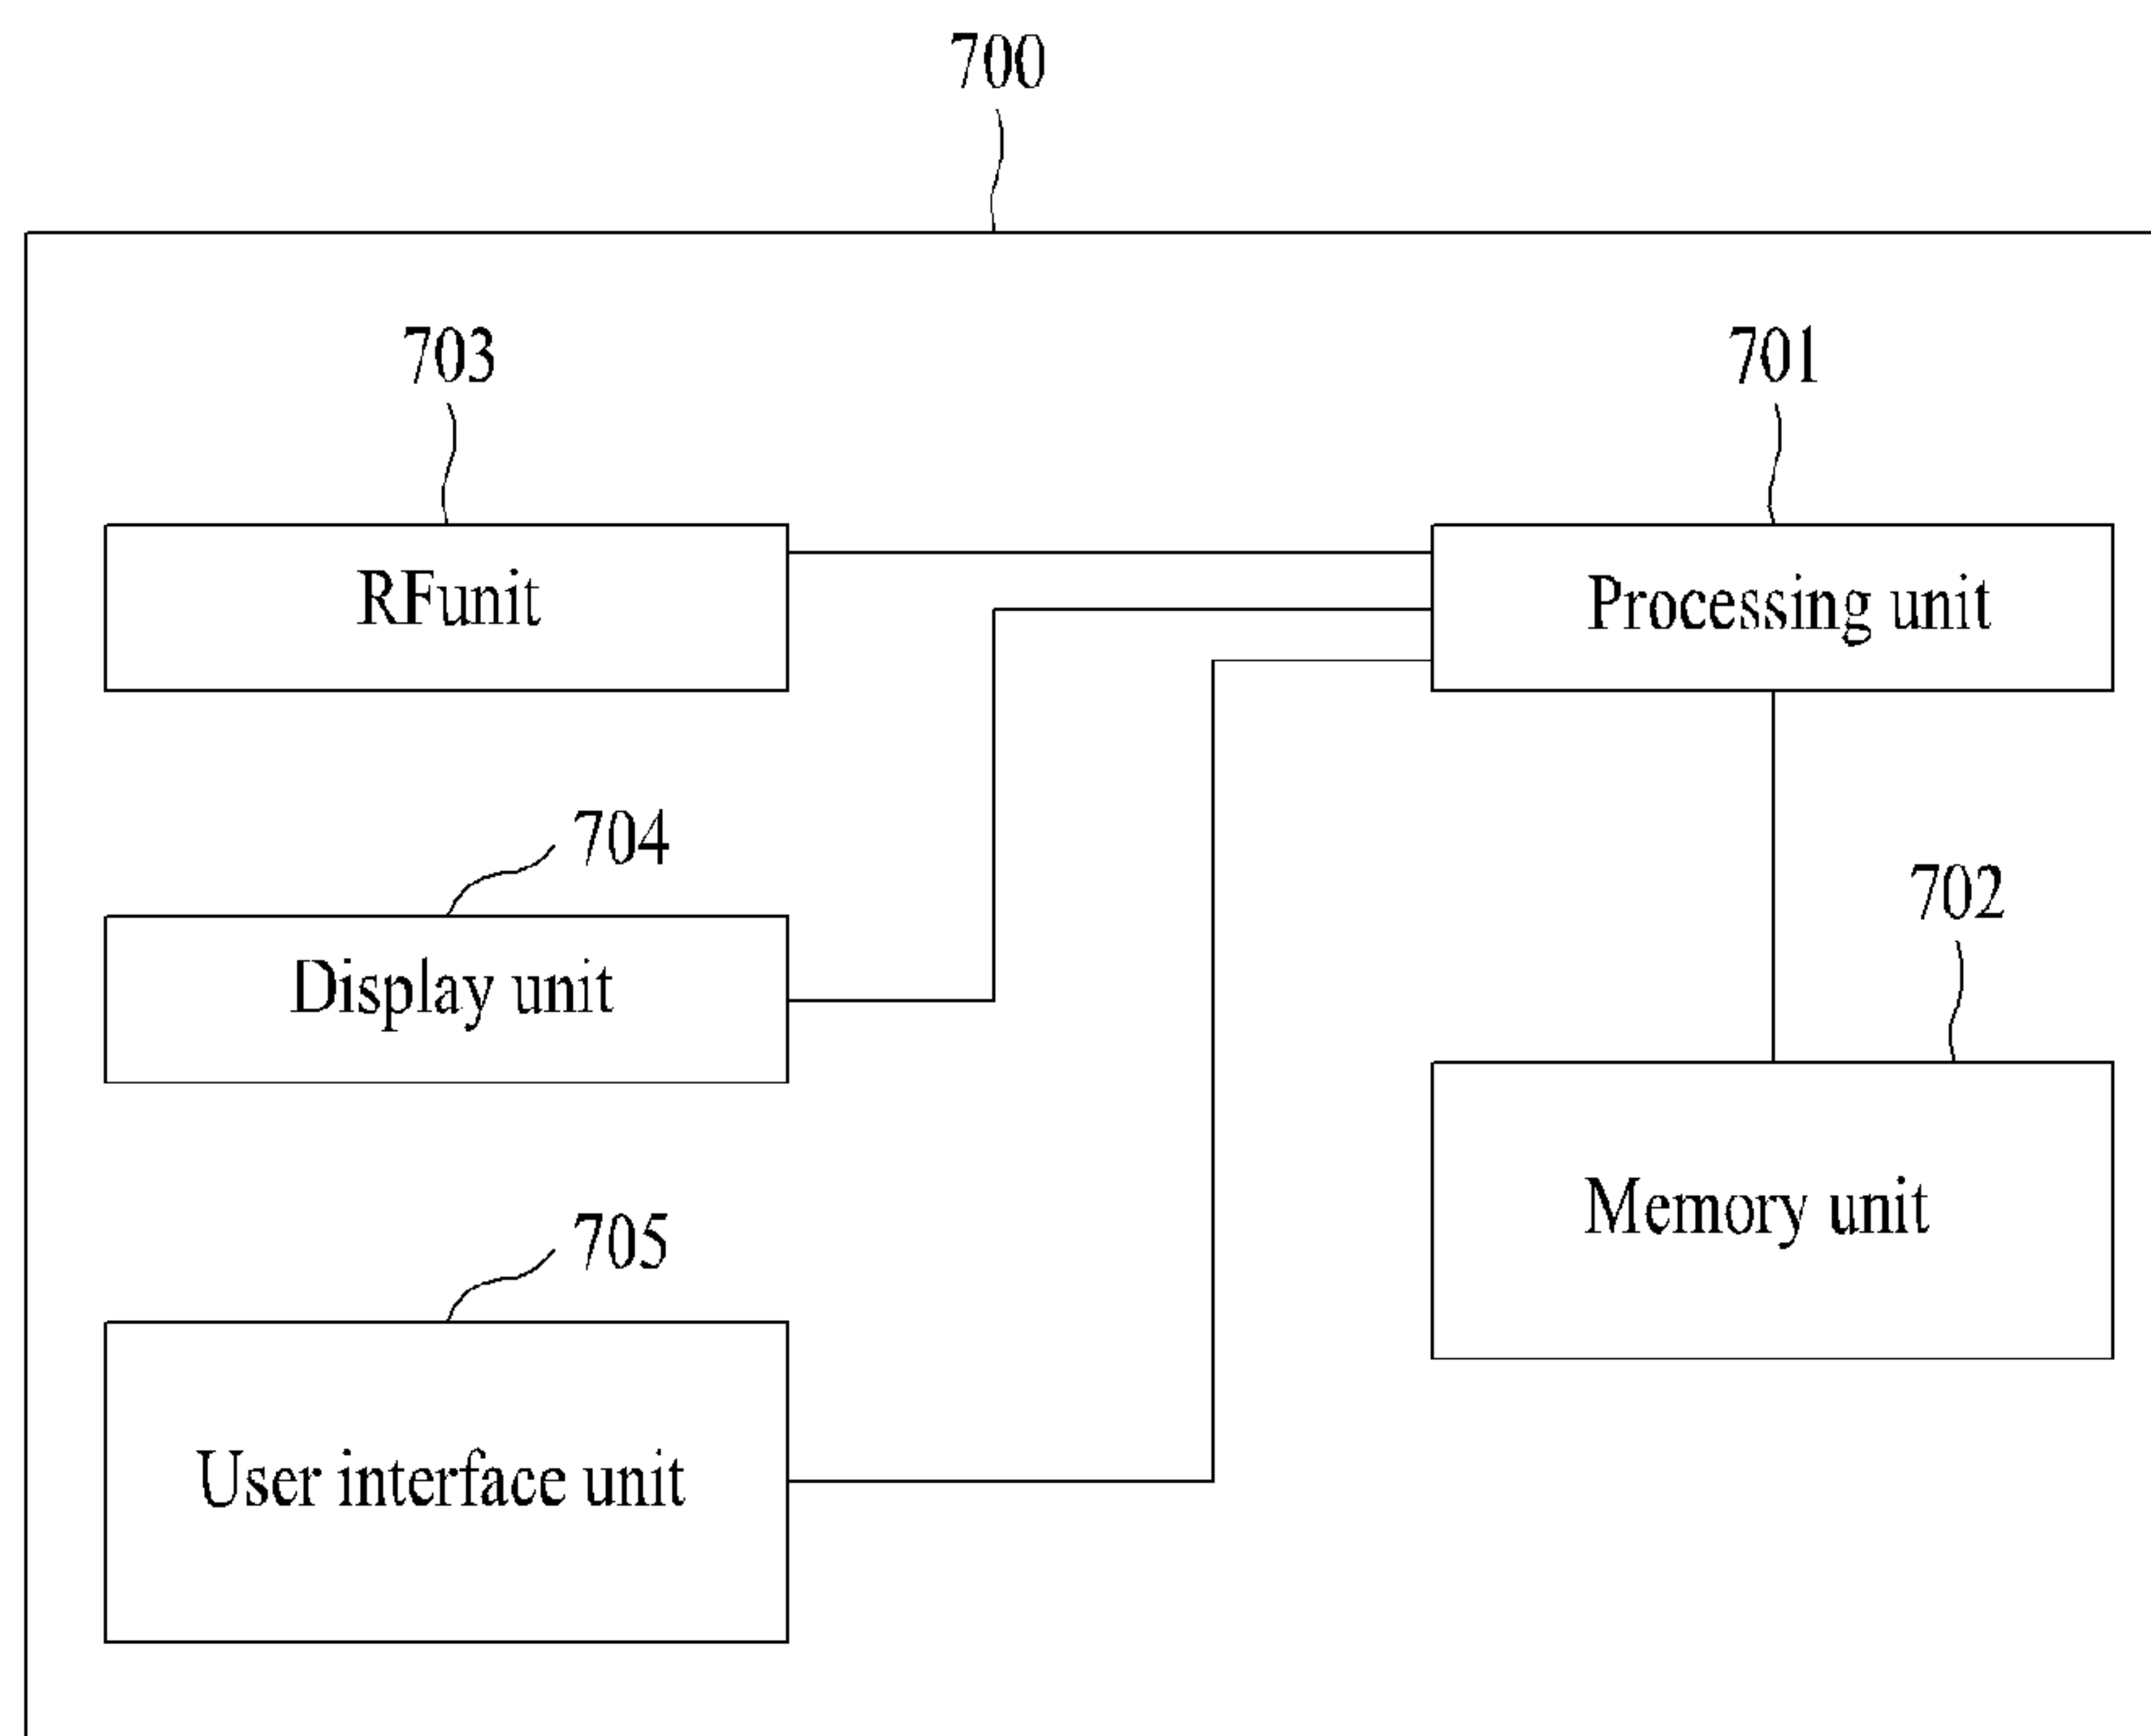 700
703
701
RFunit
Processing unit
704
702
Display unit
Memory unit
705
User interface unit